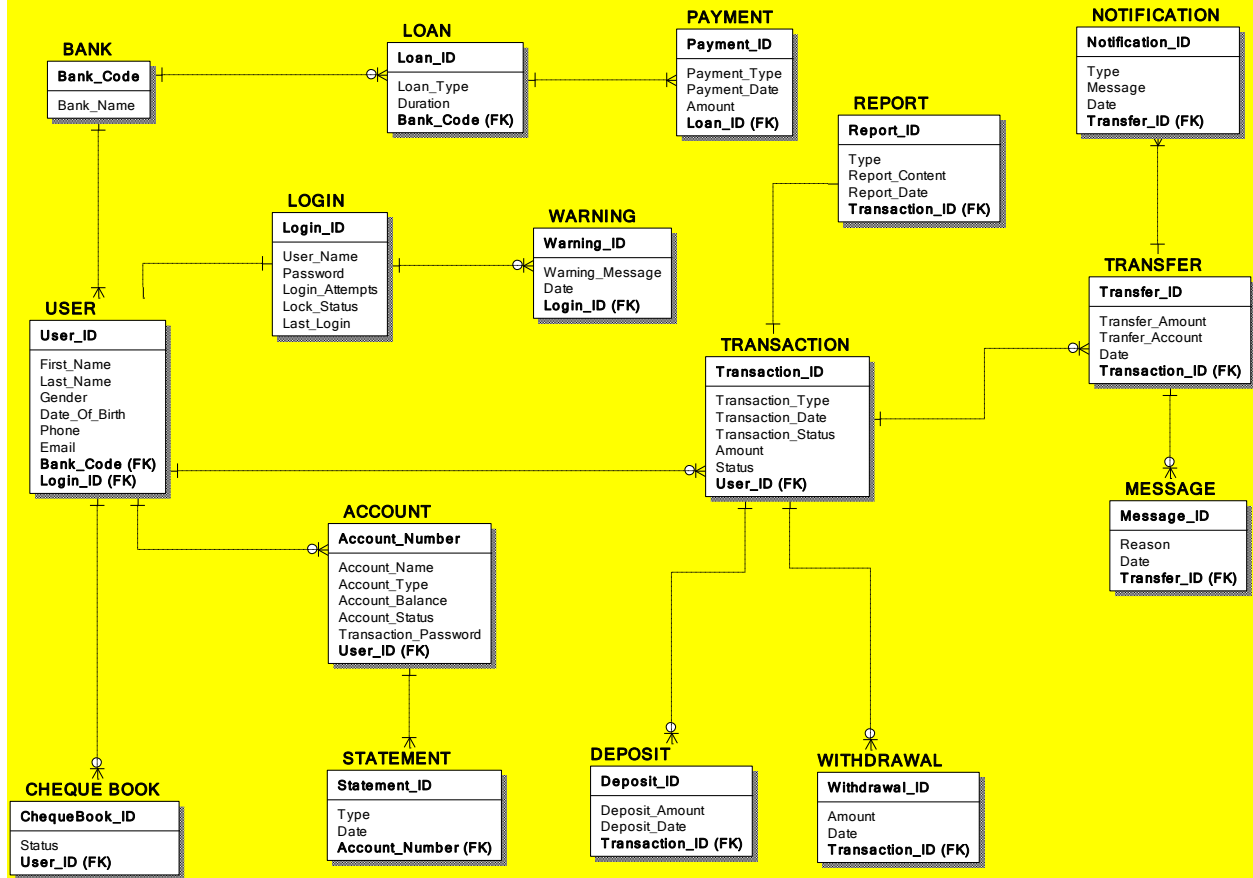 BANK
Bank_Code
Bank_Name
LOAN
Loan_ID
Loan_Type
Duration
Bank_Code (FK)
PAYMENT
Payment_ID
Payment_Type
Payment_Date
Amount
Loan_ID (FK)
NOTIFICATION
Notification_ID
Type
Message
Date
Transfer_ID (FK)
REPORT
Report_ID
Type
Report_Content
Report_Date
Transaction_ID (FK)
LOGIN
Login_ID
User_Name
Password
Login_Attempts
Lock_Status
Last_Login
WARNING
Warning_ID
Warning_Message
Date
Login_ID (FK)
TRANSFER
Transfer_ID
Transfer_Amount
Tranfer_Account
Date
Transaction_ID (FK)
USER
User_ID
First_Name
Last_Name
Gender
Date_Of_Birth
Phone
Email
Bank_Code (FK)
Login_ID (FK)
TRANSACTION
Transaction_ID
Transaction_Type
Transaction_Date
Transaction_Status
Amount
Status
User_ID (FK)
MESSAGE
Message_ID
Reason
Date
Transfer_ID (FK)
ACCOUNT
Account_Number
Account_Name
Account_Type
Account_Balance
Account_Status
Transaction_Password
User_ID (FK)
CHEQUE BOOK
ChequeBook_ID
Status
User_ID (FK)
STATEMENT
Statement_ID
Type
Date
Account_Number (FK)
DEPOSIT
Deposit_ID
Deposit_Amount
Deposit_Date
Transaction_ID (FK)
WITHDRAWAL
Withdrawal_ID
Amount
Date
Transaction_ID (FK)